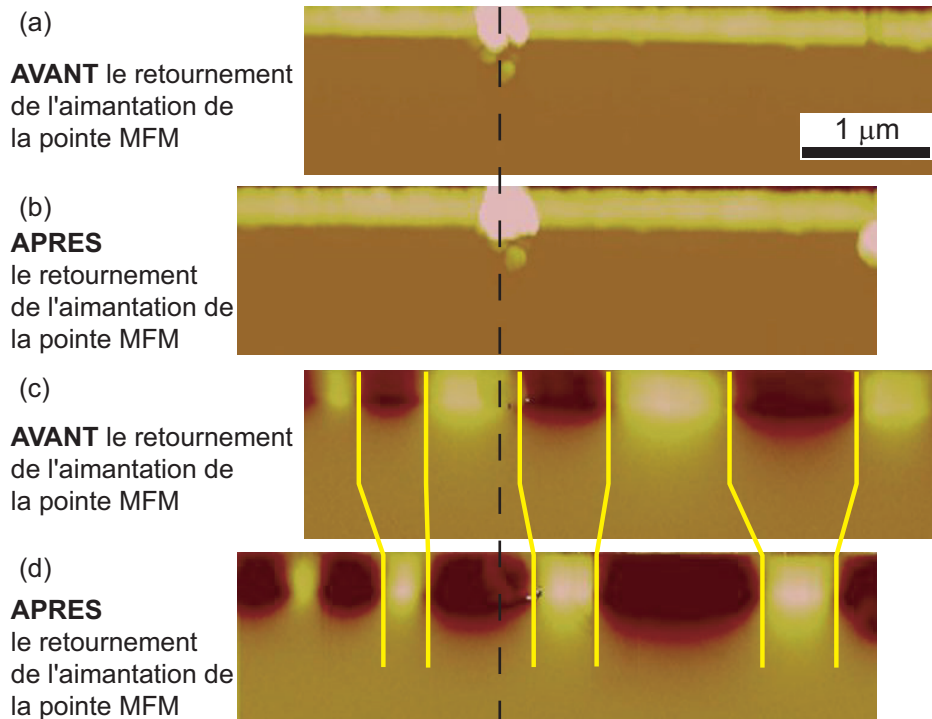 (a)
AVANT le retournement
de l'aimantation de
la pointe MFM
1 μm
(b)
APRES
le retournement
de l'aimantation de
la pointe MFM
(c)
AVANT le retournement
de l'aimantation de
la pointe MFM
(d)
APRES
le retournement
de l'aimantation de
la pointe MFM